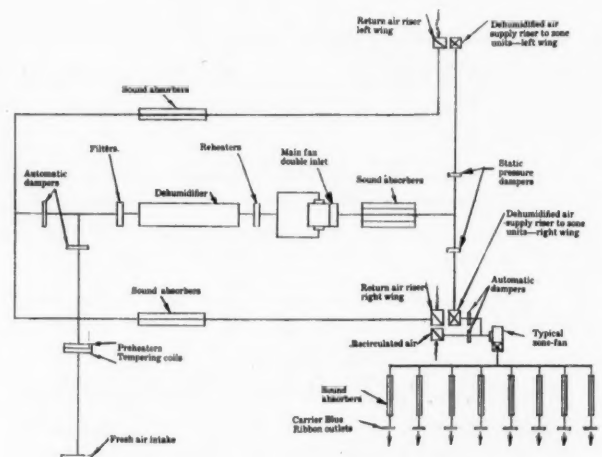 Return air riser
left wing
Dehumidified air
supply riser to zone
units—left wing
Sound absorbers
Automatic
dampers
Filters
Dehumidifier
Reheaters
Main fan
double inlet
Sound absorbers
Static
pressure
dampers
Dehumidified air
supply riser to zone
units—right wing
Sound absorbers
Return air riser
right wing
Automatic
dampers
Recirculated air
Typical
zone-fan
Preheaters
Tempering coils
Sound
absorbers
Carrier Blue
Ribbon outlets
Fresh air intake